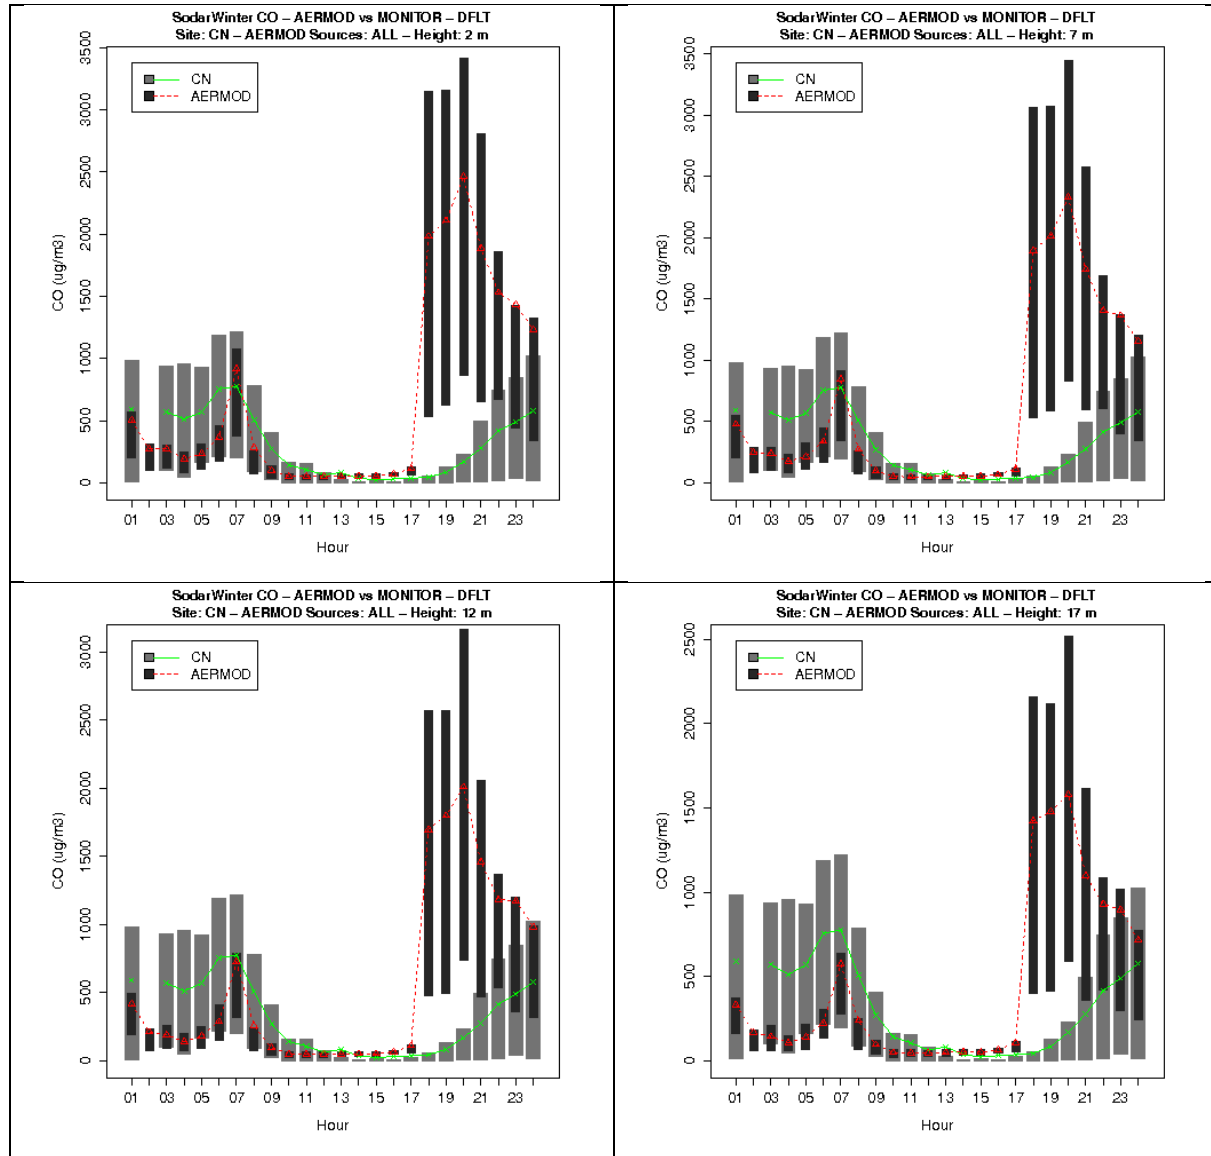 SodarWinter CO – AERMOD vs MONITOR – DFLT
Site: CN – AERMOD Sources: ALL – Height: 2 m
CN
AERMOD
CO (ug/m3)
0
500
1000
1500
2000
2500
3000
3500
01 03 05 07 09 11 13 15 17 19 21 23
Hour
SodarWinter CO – AERMOD vs MONITOR – DFLT
Site: CN – AERMOD Sources: ALL – Height: 7 m
CN
AERMOD
CO (ug/m3)
0
500
1000
1500
2000
2500
3000
3500
01 03 05 07 09 11 13 15 17 19 21 23
Hour
SodarWinter CO – AERMOD vs MONITOR – DFLT
Site: CN – AERMOD Sources: ALL – Height: 12 m
CN
AERMOD
CO (ug/m3)
0
500
1000
1500
2000
2500
3000
01 03 05 07 09 11 13 15 17 19 21 23
Hour
SodarWinter CO – AERMOD vs MONITOR – DFLT
Site: CN – AERMOD Sources: ALL – Height: 17 m
CN
AERMOD
CO (ug/m3)
0
500
1000
1500
2000
2500
01 03 05 07 09 11 13 15 17 19 21 23
Hour